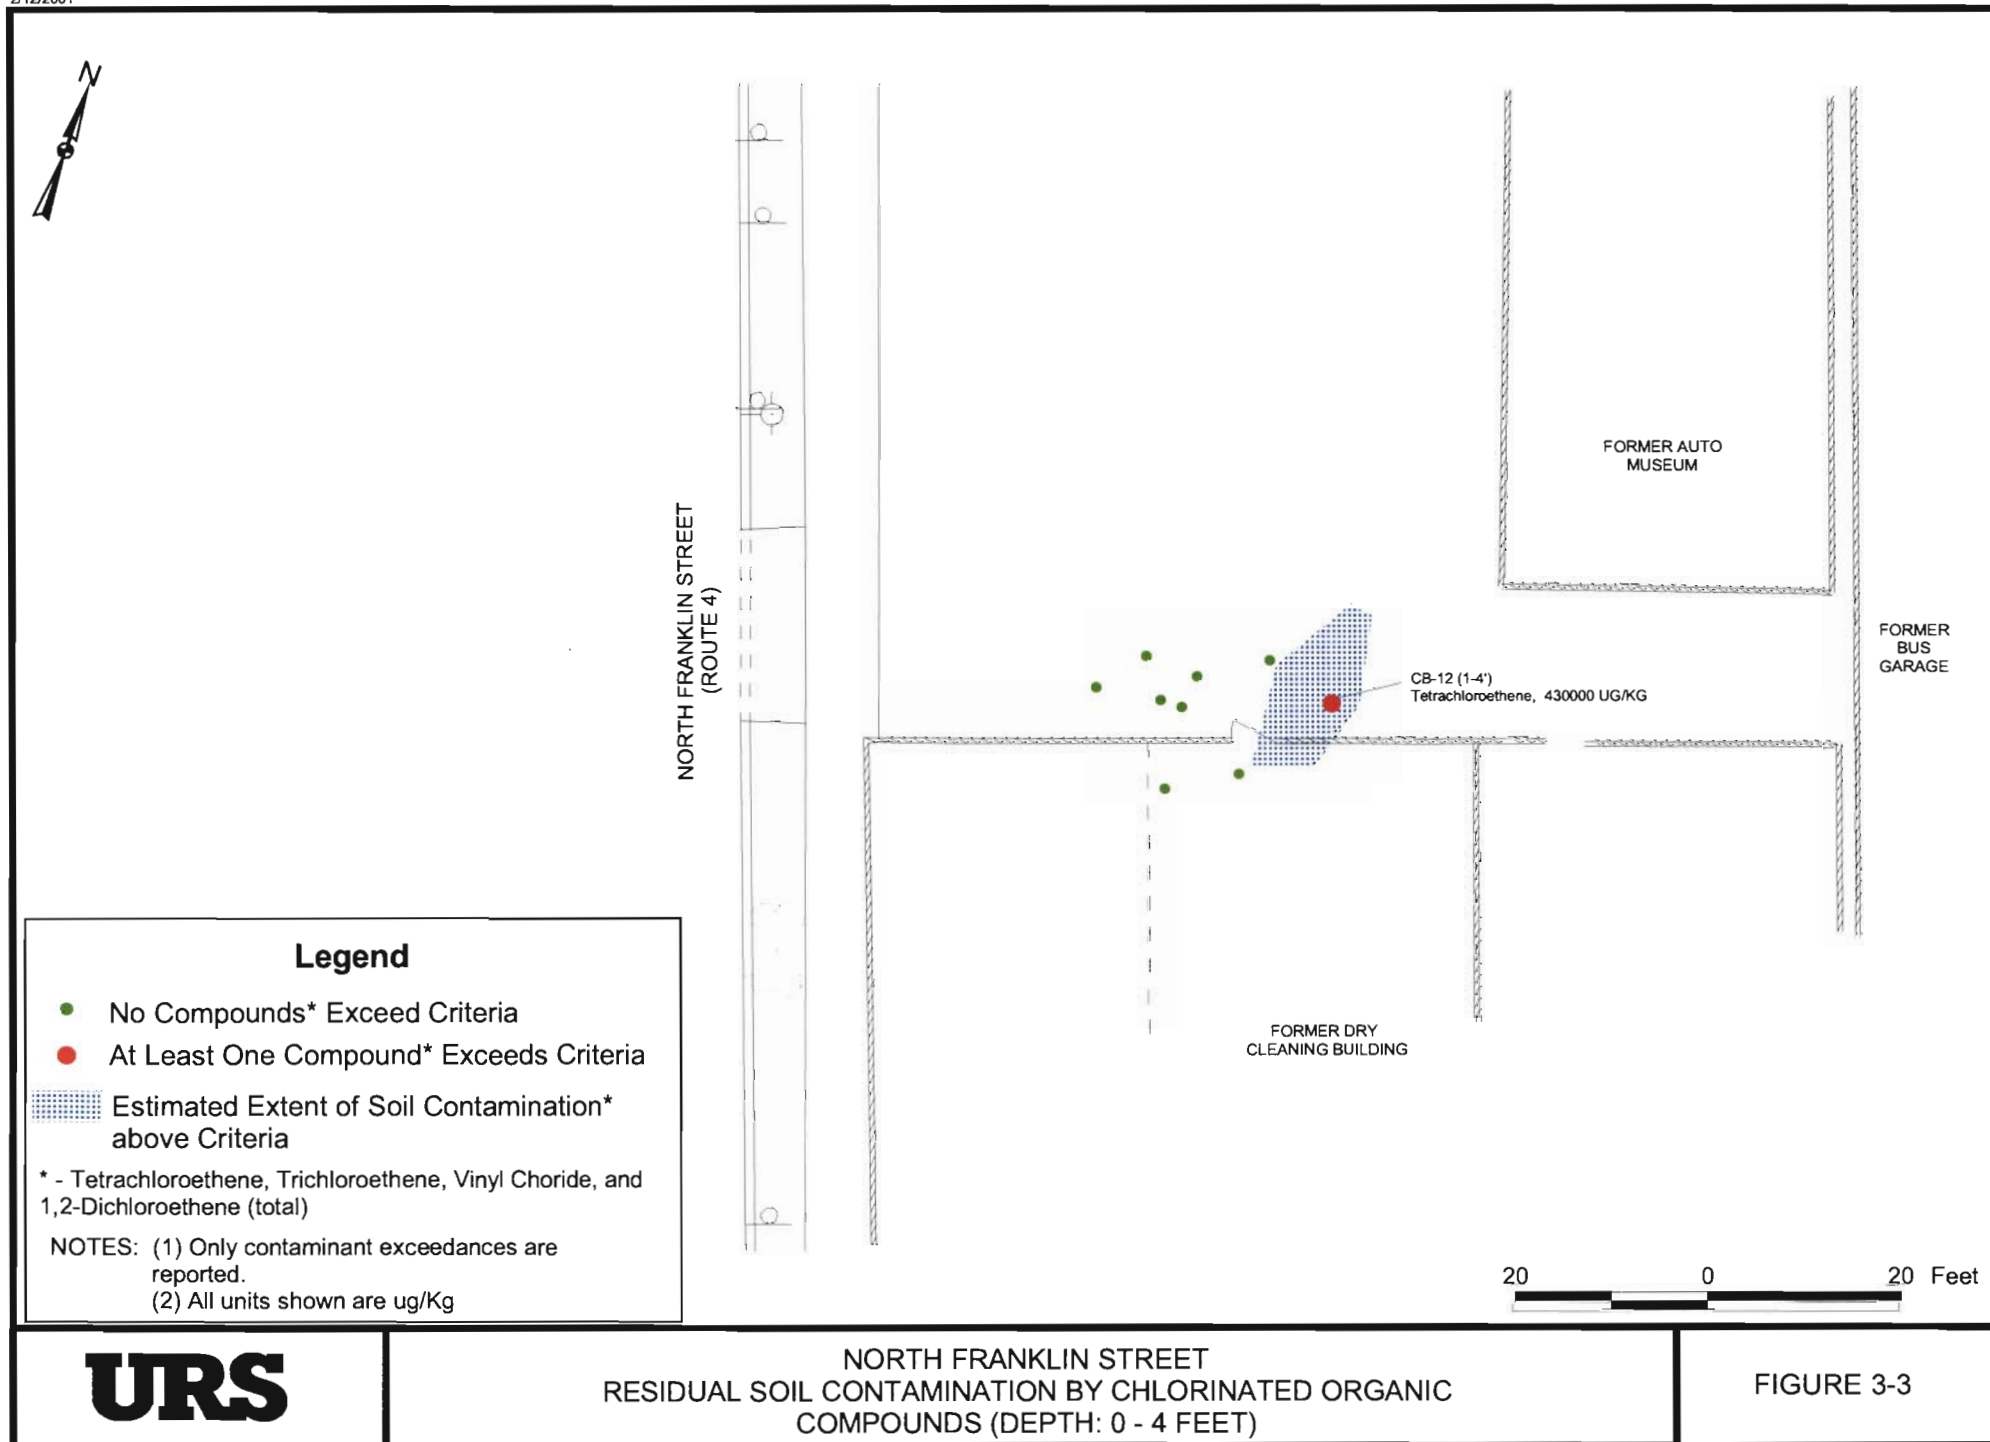 2/12/2001
N
NORTH FRANKLIN STREET
(ROUTE 4)
FORMER AUTO
MUSEUM
FORMER
BUS
GARAGE
CB-12 (1-4')
Tetrachloroethene, 430000 UG/KG
FORMER DRY
CLEANING BUILDING
Legend
No Compounds* Exceed Criteria
At Least One Compound* Exceeds Criteria
Estimated Extent of Soil Contamination*
above Criteria
* - Tetrachloroethene, Trichloroethene, Vinyl Choride, and
1,2-Dichloroethene (total)
NOTES: (1) Only contaminant exceedances are
reported.
(2) All units shown are ug/Kg
20 0 20 Feet
URS
NORTH FRANKLIN STREET
RESIDUAL SOIL CONTAMINATION BY CHLORINATED ORGANIC
COMPOUNDS (DEPTH: 0 - 4 FEET)
FIGURE 3-3